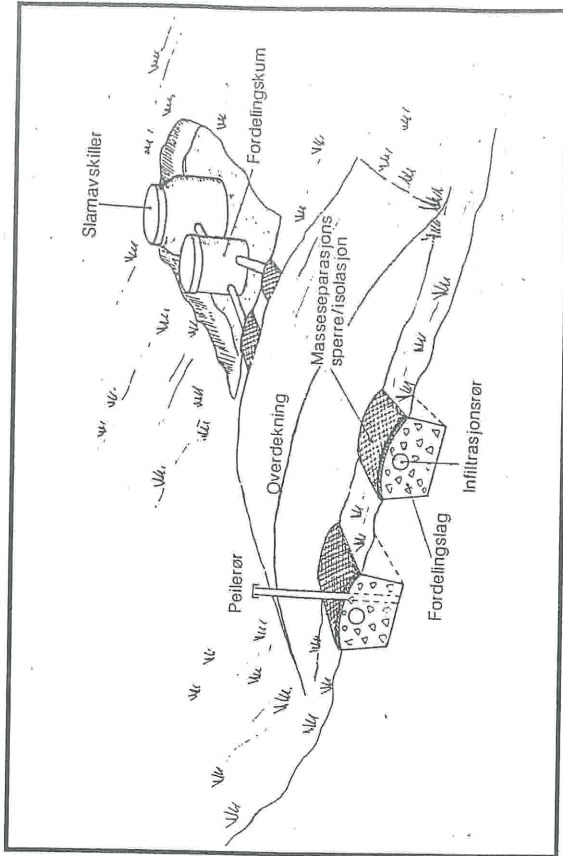 Slamavskiller
Fordelingskum
Peilerør
Overdekning
Masseseparasjons
sperre/isolasjon
Fordelingslag
Infiltrasjonsrør